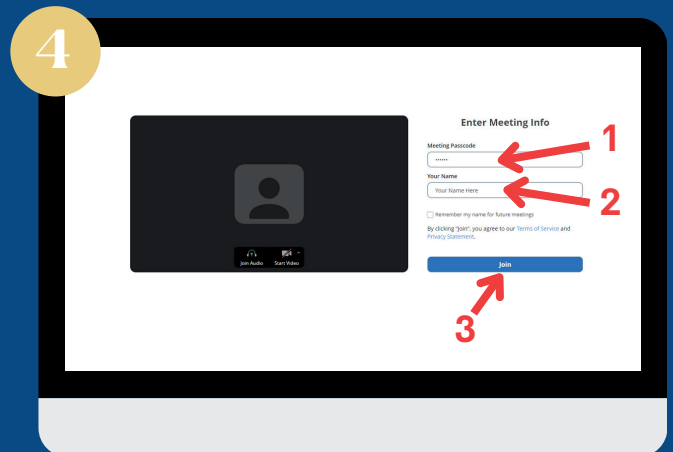 4
Enter Meeting Info
1
Meeting Passcode
••••••
Your Name
2
Your Name Here
Remember my name for future meetings
By clicking "Join", you agree to our Terms of Service and
Privacy Statement.
Join Audio Start Video
Join
3